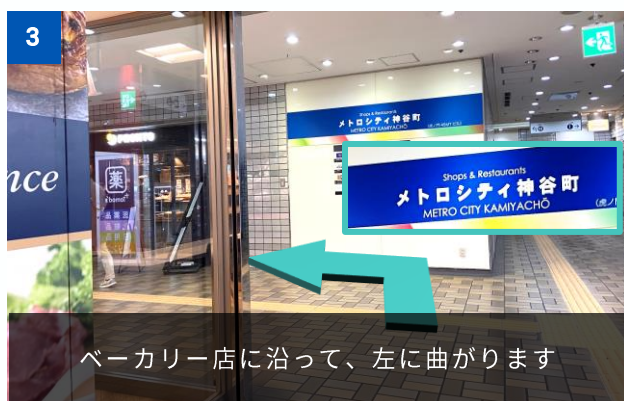 3
nce
薬
Shops & Restaurants
メトロシティ神谷町
METRO CITY KAMIYACHŌ
Shops & Restaurants
メトロシティ神谷町
METRO CITY KAMIYACHŌ
ベーカリー店に沿って、左に曲がります